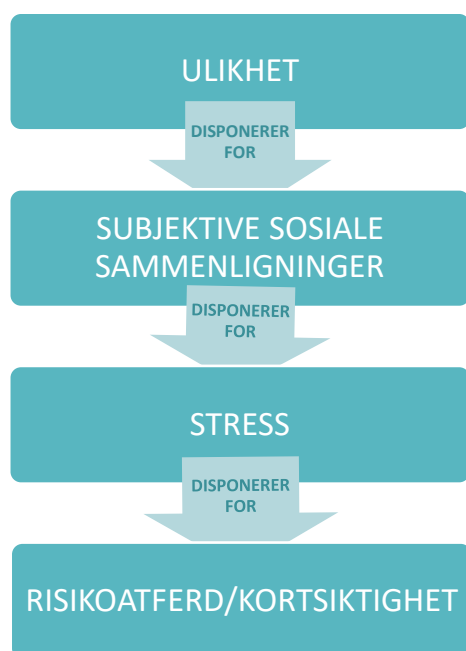 ULIKHET
DISPONERER
FOR
SUBJEKTIVE SOSIALE
SAMMENLIGNINGER
DISPONERER
FOR
STRESS
DISPONERER
FOR
RISIKOATFERD/KORTSIKTIGHET